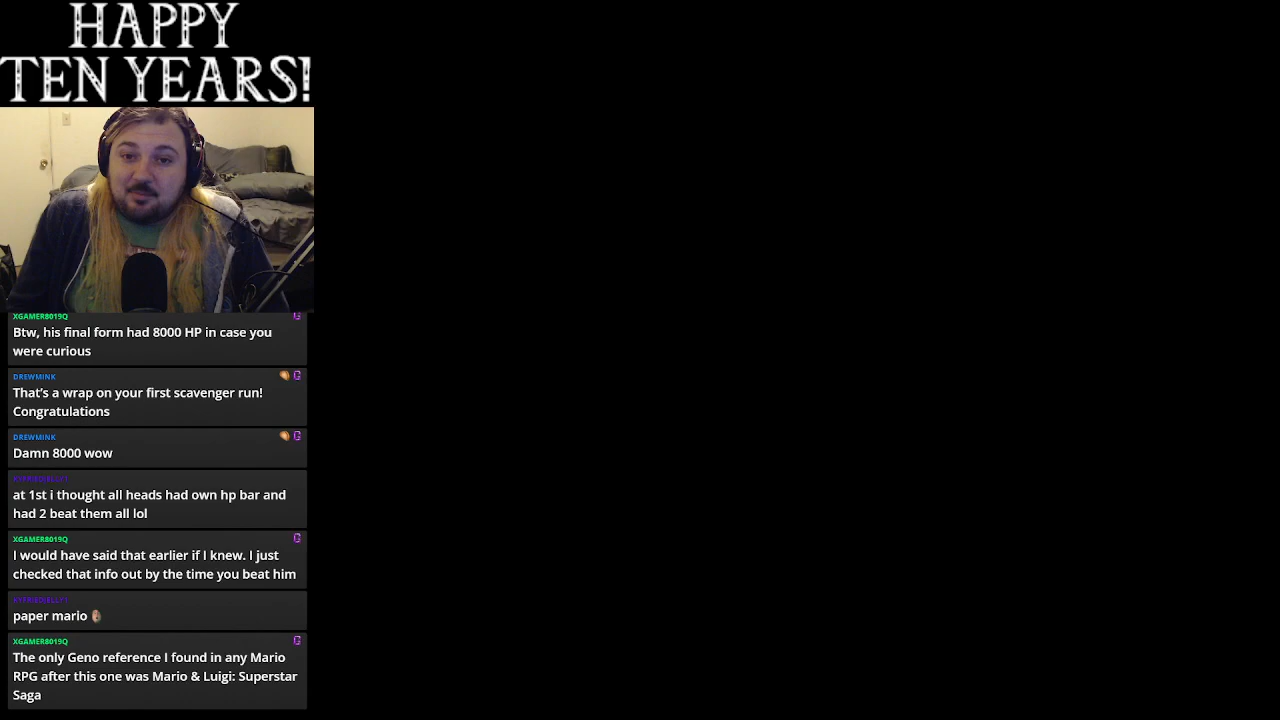 HAPPY
TEN YEARS!
XGAMER8019Q
Btw, his final form had 8000 HP in case you
were curious
DREWMINK
That's a wrap on your first scavenger run!
Congratulations
DREWMINK
Damn 8000 wow
at 1st i thought all heads had own hp bar and
had 2 beat them all lol
XGAMER8019Q
I would have said that earlier if I knew. I just
checked that info out by the time you beat him
paper mario
XGAMER8019Q
The only Geno reference I found in any Mario
RPG after this one was Mario & Luigi: Superstar
Saga